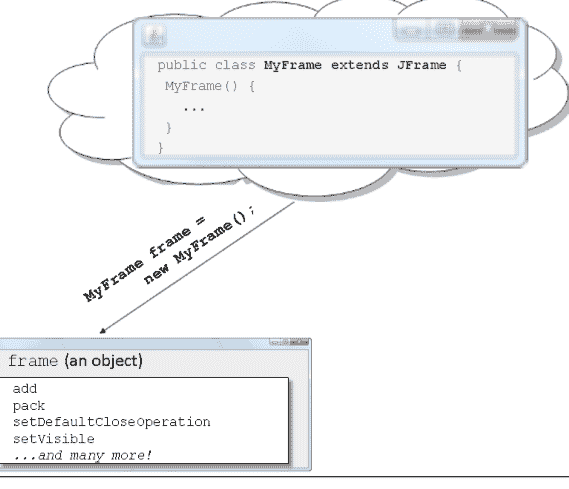 public class MyFrame extends JFrame {
MyFrame() {
...
}
}
MyFrame frame =
new MyFrame();
frame (an object)
add
pack
setDefaultCloseOperation
setVisible
...and many more!